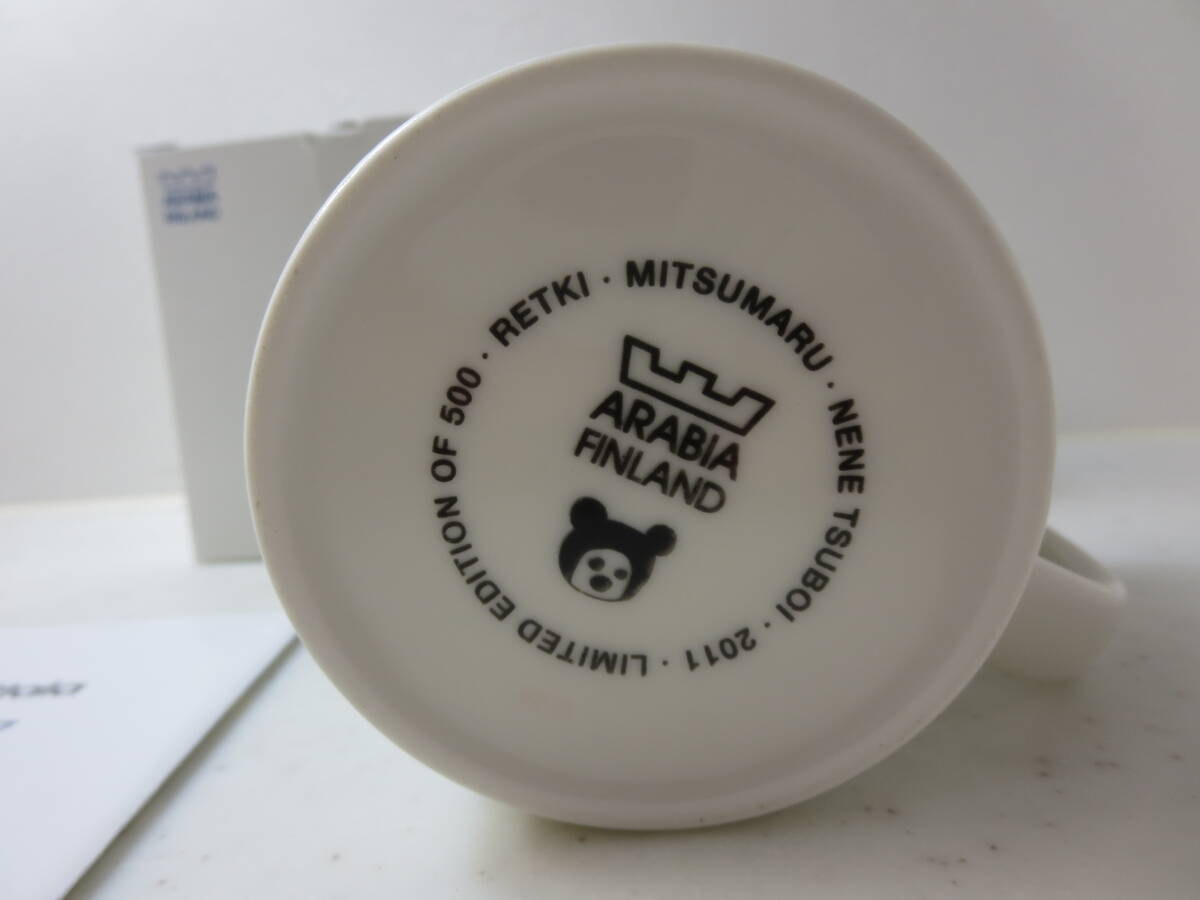 RETKI · MITSUMARU · NENE TSUBOI · 2011 · LIMITED EDITION OF 500 ·
ARABIA
FINLAND